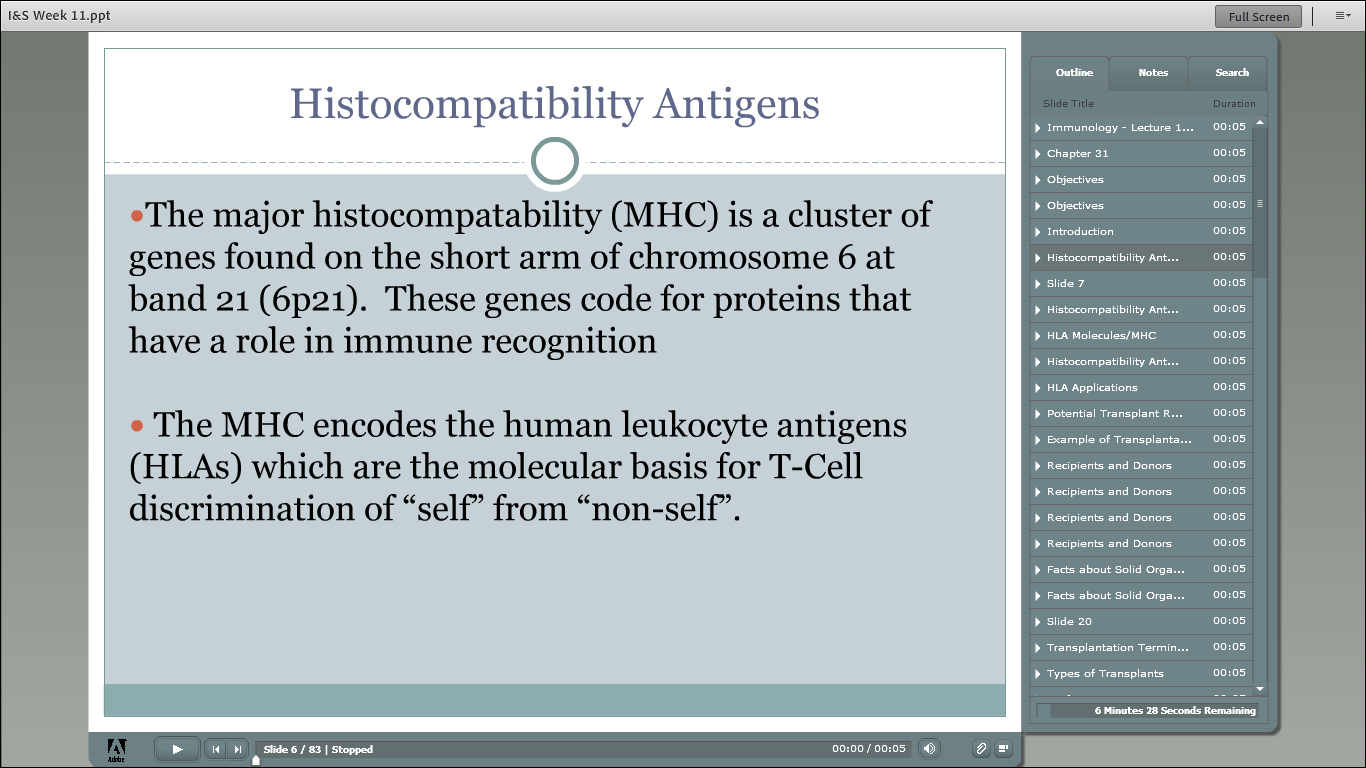 I&S Week 11.ppt
Full Screen
Histocompatibility Antigens
•The major histocompatability (MHC) is a cluster of
genes found on the short arm of chromosome 6 at
band 21 (6p21).  These genes code for proteins that
have a role in immune recognition
• The MHC encodes the human leukocyte antigens
(HLAs) which are the molecular basis for T-Cell
discrimination of “self” from “non-self”.
Outline Notes Search
Slide Title Duration
Immunology - Lecture 1... 00:05
Chapter 31 00:05
Objectives 00:05
Objectives 00:05
Introduction 00:05
Histocompatibility Ant... 00:05
Slide 7 00:05
Histocompatibility Ant... 00:05
HLA Molecules/MHC 00:05
Histocompatibility Ant... 00:05
HLA Applications 00:05
Potential Transplant R... 00:05
Example of Transplanta... 00:05
Recipients and Donors 00:05
Recipients and Donors 00:05
Recipients and Donors 00:05
Recipients and Donors 00:05
Facts about Solid Orga... 00:05
Facts about Solid Orga... 00:05
Slide 20 00:05
Transplantation Termin... 00:05
Types of Transplants 00:05
6 Minutes 28 Seconds Remaining
Adobe
Slide 6 / 83 | Stopped
00:00 / 00:05